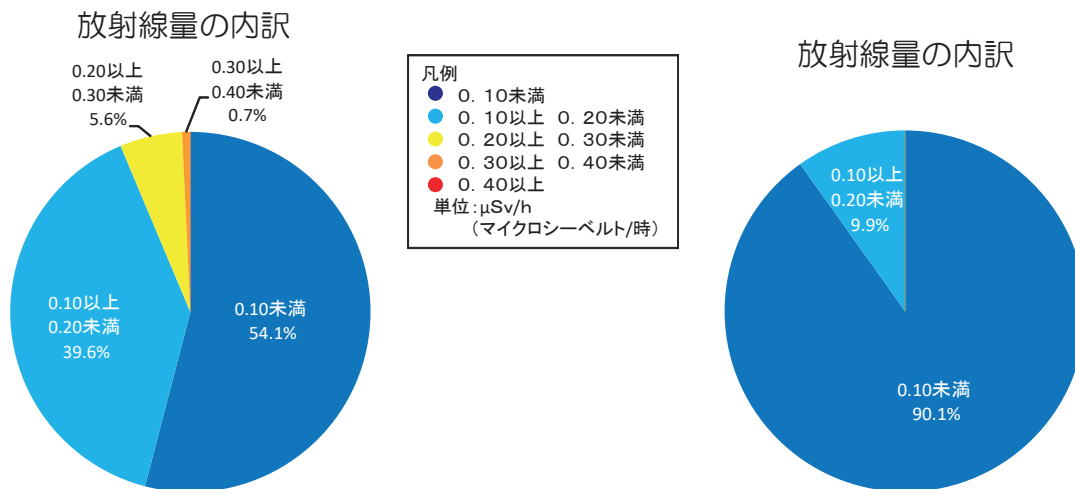 放射線量の内訳
0.20以上
0.30未満
5.6%
0.30以上
0.40未満
0.7%
0.10以上
0.20未満
39.6%
0.10未満
54.1%
凡例
0．10未満
0．10以上 0．20未満
0．20以上 0．30未満
0．30以上 0．40未満
0．40以上
単位：μSv/h
（マイクロシーベルト/時）
放射線量の内訳
0.10以上
0.20未満
9.9%
0.10未満
90.1%